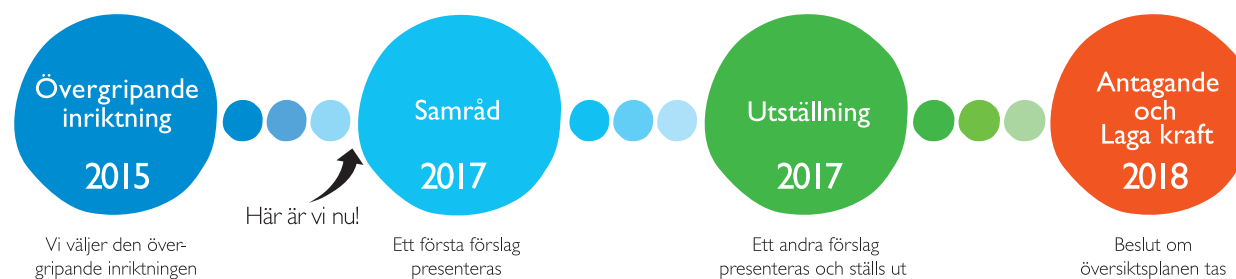 Övergripande
inriktning
2015
Här är vi nu!
Samråd
2017
Utställning
2017
Antagande
och
Laga kraft
2018
Vi väljer den över-
gripande inriktningen
Ett första förslag
presenteras
Ett andra förslag
presenteras och ställs ut
Beslut om
översiktsplanen tas